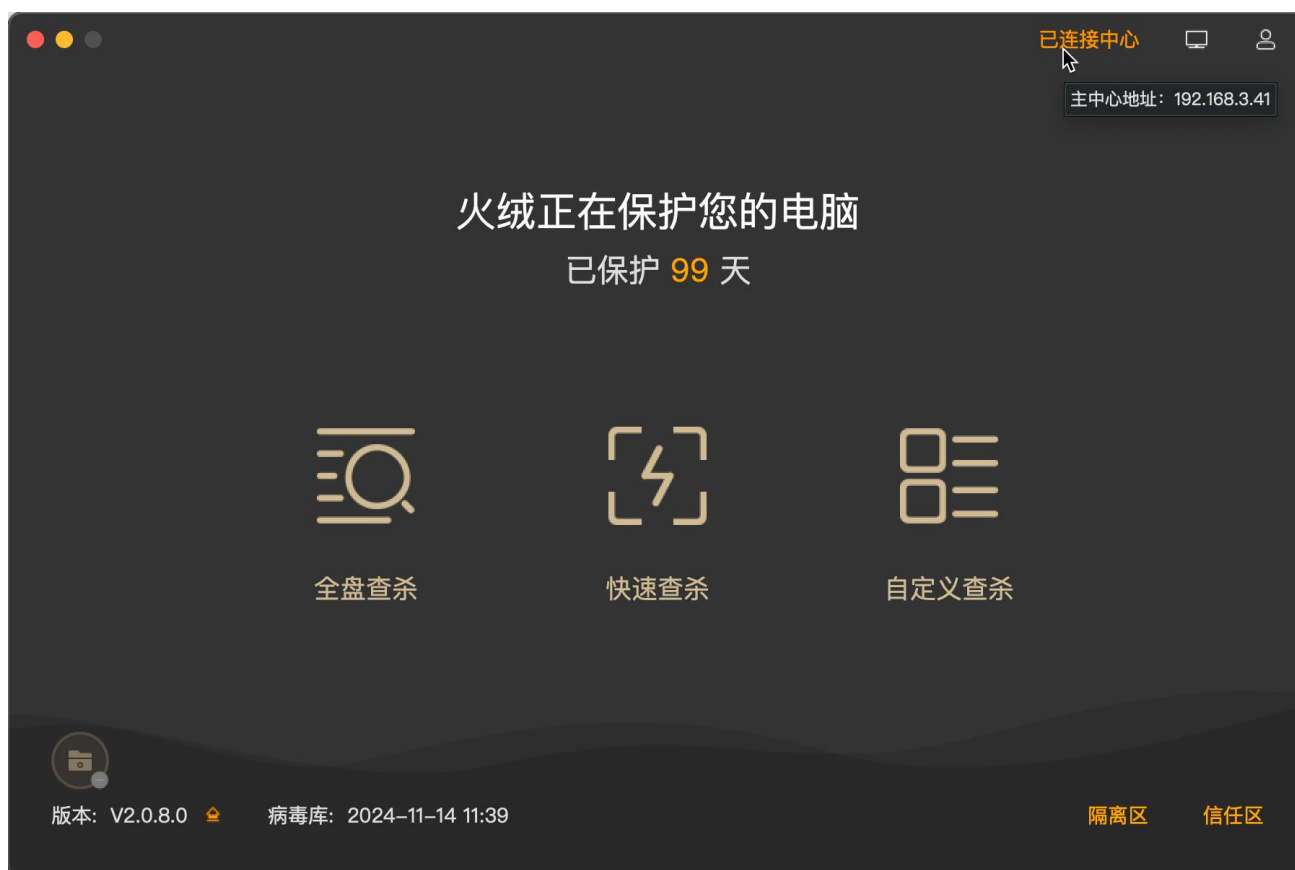 已连接中心
主中心地址：192.168.3.41
火绒正在保护您的电脑
已保护 99 天
全盘查杀
快速查杀
自定义查杀
版本: V2.0.8.0
病毒库: 2024-11-14 11:39
隔离区
信任区